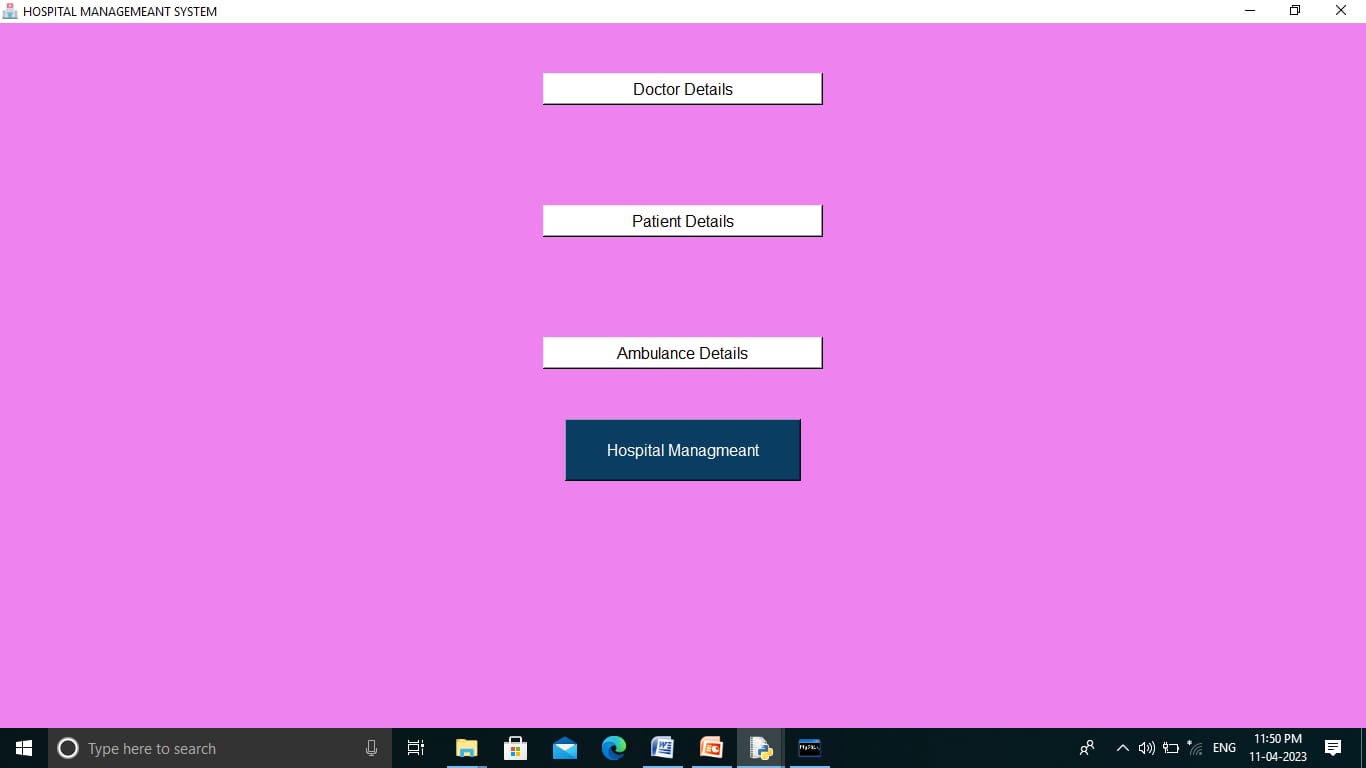 HOSPITAL MANAGEMEANT SYSTEM
Doctor Details
Patient Details
Ambulance Details
Hospital Managmeant
Type here to search
ENG
11:50 PM
11-04-2023